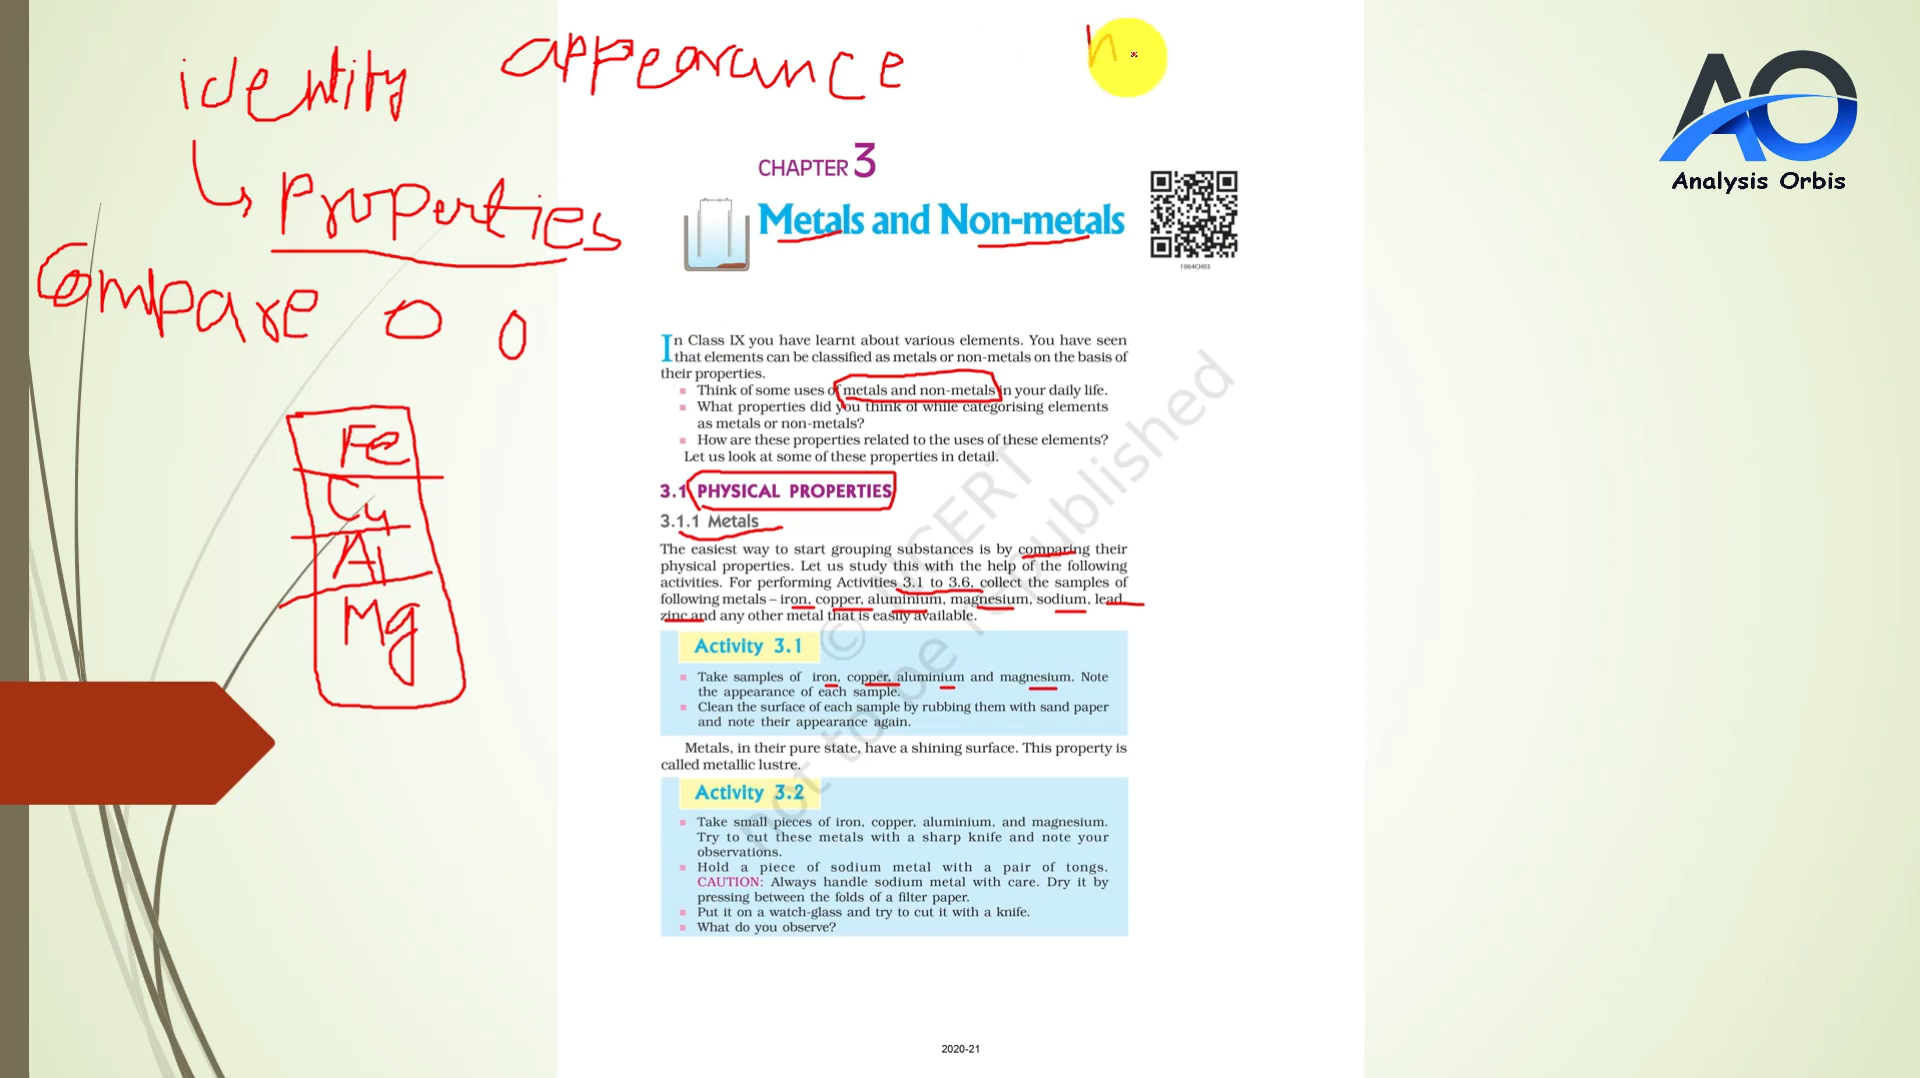 identity appearance h
Properties
Compare
Fe
Cu
Al
Mg
AO
Analysis Orbis
CHAPTER 3
Metals and Non-metals
1064CH03
In Class IX you have learnt about various elements. You have seen
that elements can be classified as metals or non-metals on the basis of
their properties.
Think of some uses of metals and non-metals in your daily life.
What properties did you think of while categorising elements
as metals or non-metals?
How are these properties related to the uses of these elements?
Let us look at some of these properties in detail.
3.1 PHYSICAL PROPERTIES
3.1.1 Metals
The easiest way to start grouping substances is by comparing their
physical properties. Let us study this with the help of the following
activities. For performing Activities 3.1 to 3.6, collect the samples of
following metals – iron, copper, aluminium, magnesium, sodium, lead,
zinc and any other metal that is easily available.
Activity 3.1
Take samples of iron, copper, aluminium and magnesium. Note
the appearance of each sample.
Clean the surface of each sample by rubbing them with sand paper
and note their appearance again.
Metals, in their pure state, have a shining surface. This property is
called metallic lustre.
Activity 3.2
Take small pieces of iron, copper, aluminium, and magnesium.
Try to cut these metals with a sharp knife and note your
observations.
Hold a piece of sodium metal with a pair of tongs.
CAUTION: Always handle sodium metal with care. Dry it by
pressing between the folds of a filter paper.
Put it on a watch-glass and try to cut it with a knife.
What do you observe?
© NCERT
not to be republished
2020-21